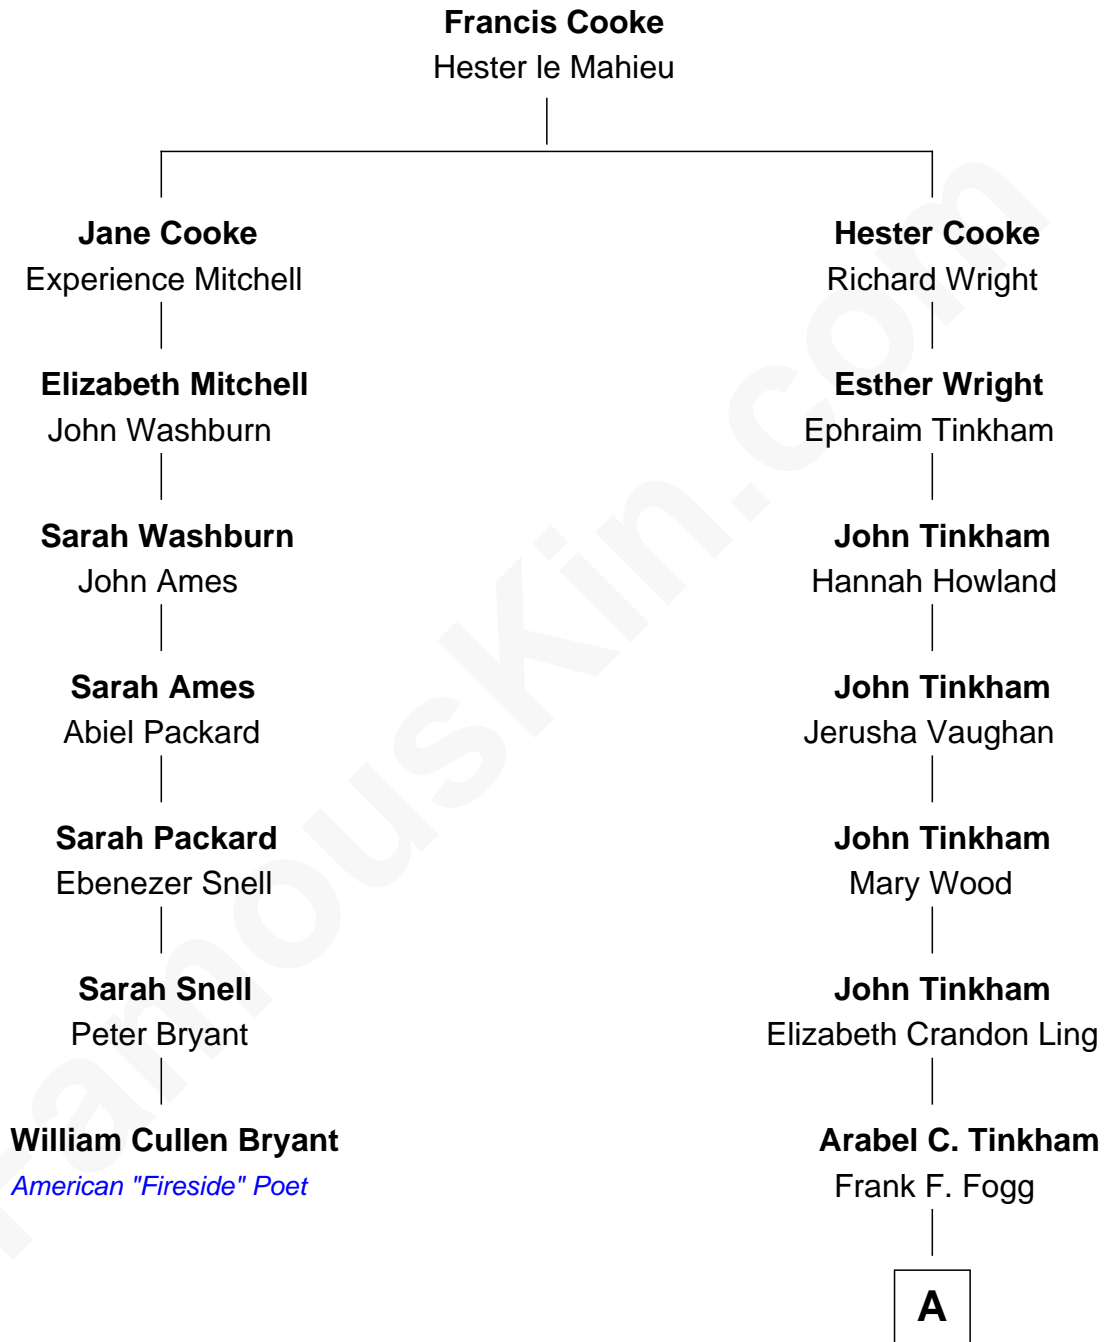 Francis Cooke
Hester le Mahieu
Jane Cooke
Experience Mitchell
Hester Cooke
Richard Wright
Elizabeth Mitchell
John Washburn
Esther Wright
Ephraim Tinkham
Sarah Washburn
John Ames
John Tinkham
Hannah Howland
Sarah Ames
Abiel Packard
John Tinkham
Jerusha Vaughan
Sarah Packard
Ebenezer Snell
John Tinkham
Mary Wood
Sarah Snell
Peter Bryant
John Tinkham
Elizabeth Crandon Ling
William Cullen Bryant
American "Fireside" Poet
Arabel C. Tinkham
Frank F. Fogg
A
FamousKin.com